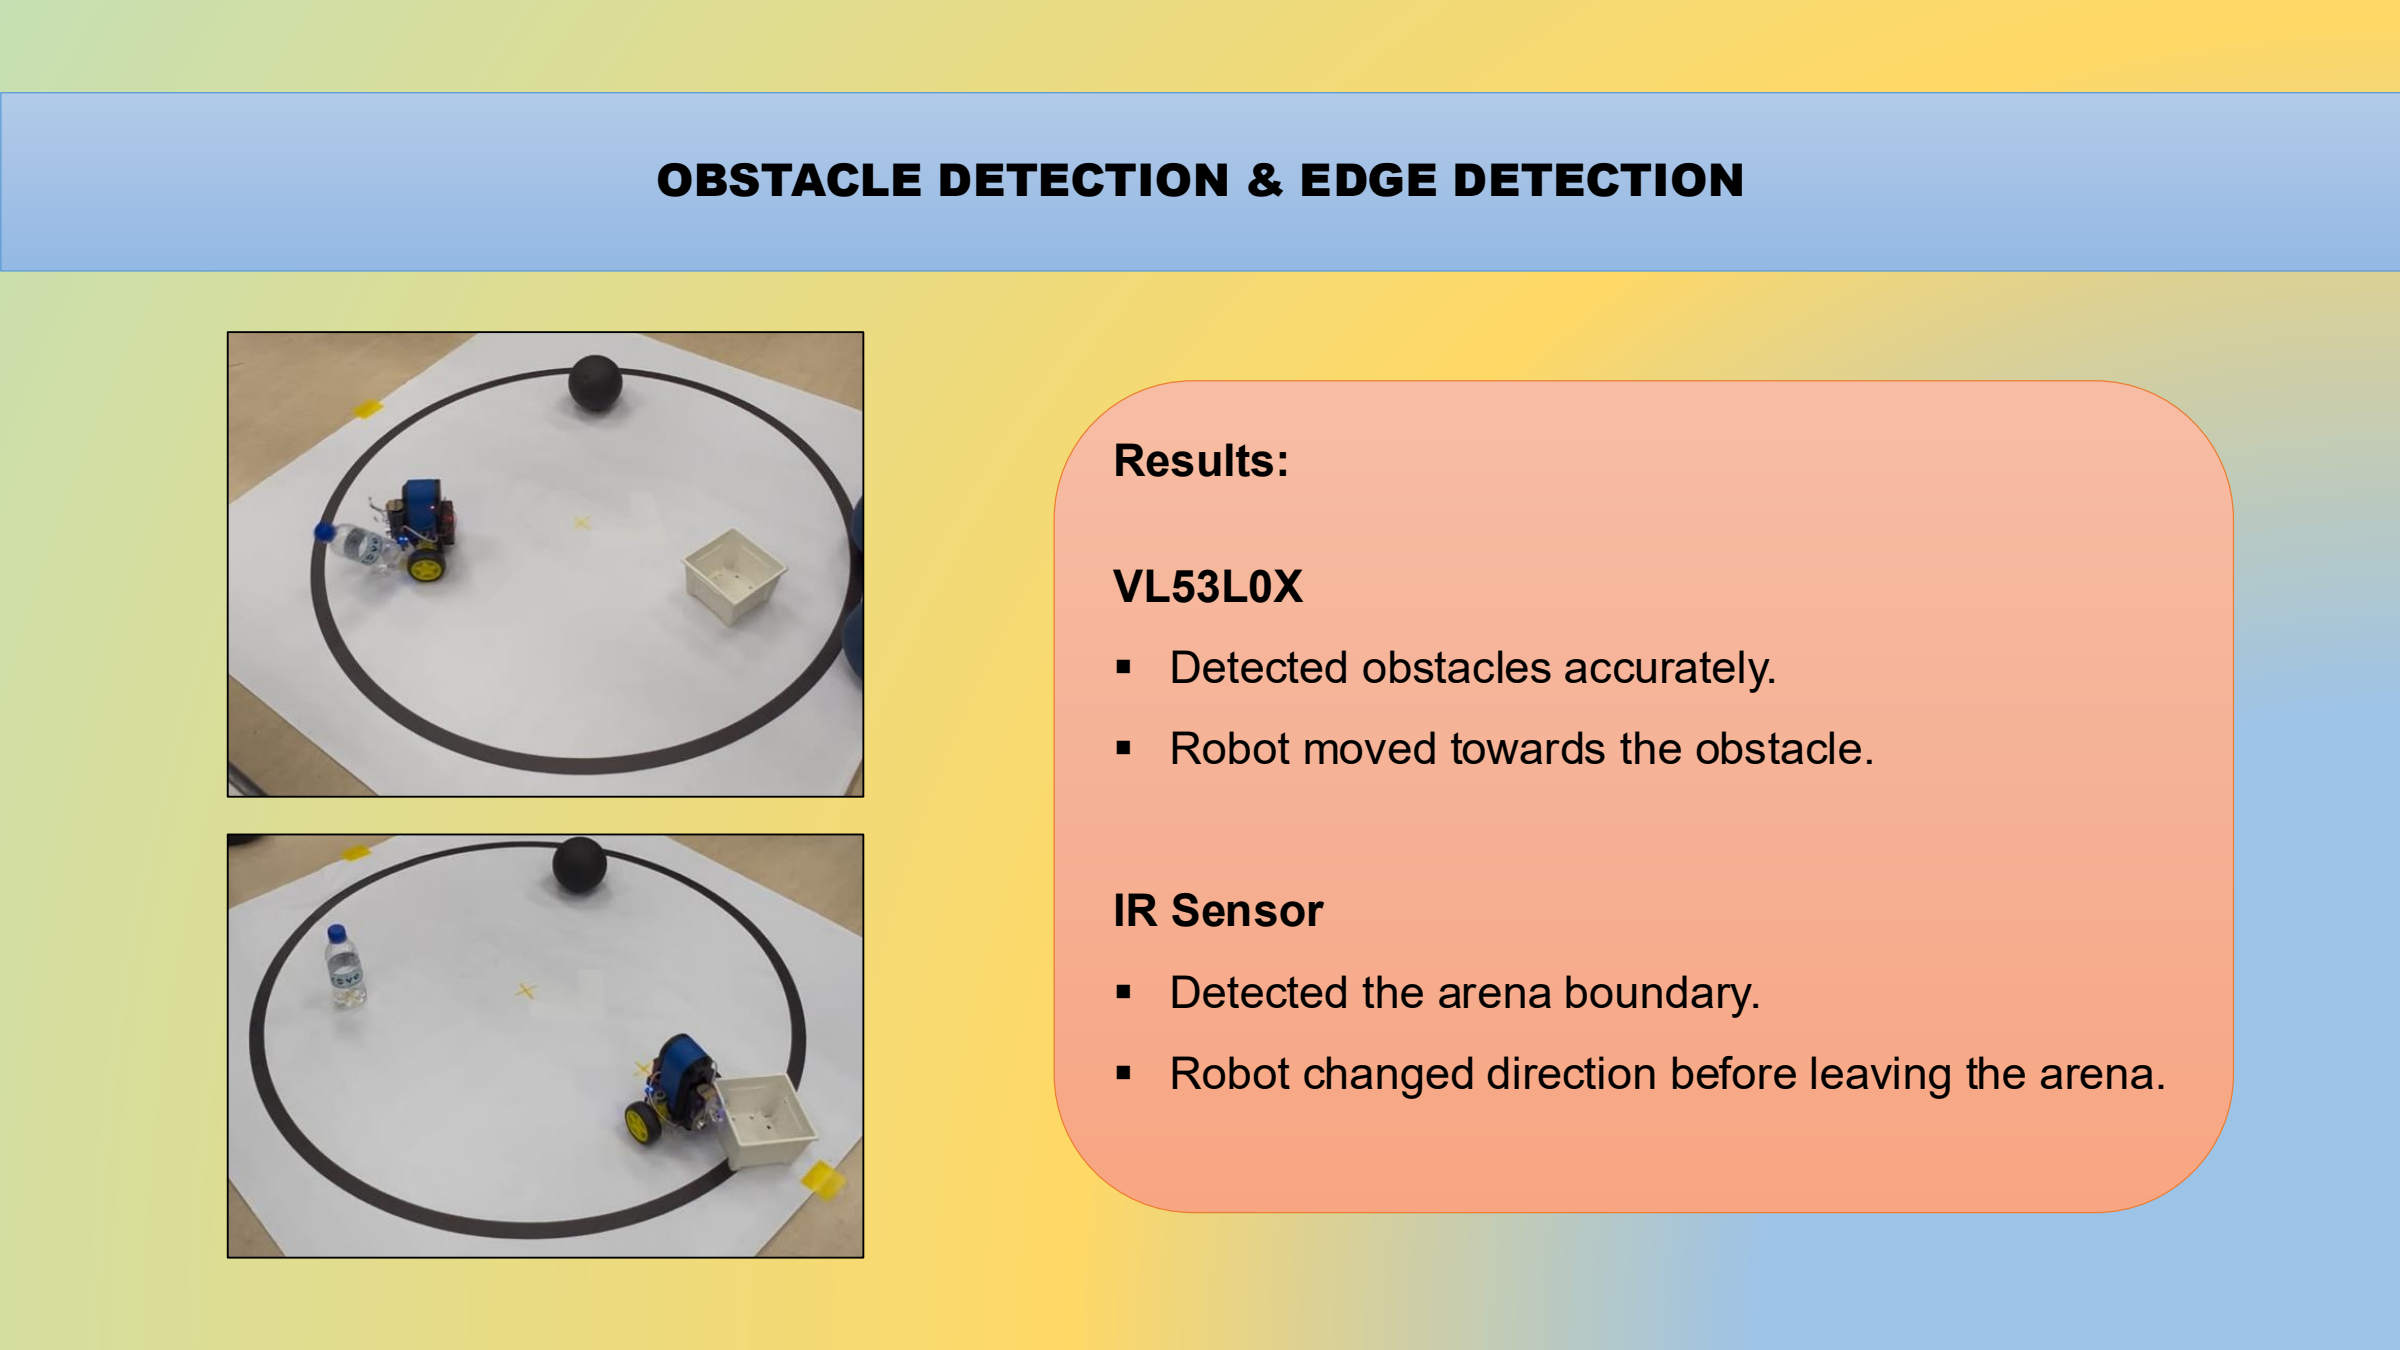 OBSTACLE DETECTION & EDGE DETECTION
Results:
VL53L0X
▪ Detected obstacles accurately.
▪ Robot moved towards the obstacle.
IR Sensor
▪ Detected the arena boundary.
▪ Robot changed direction before leaving the arena.